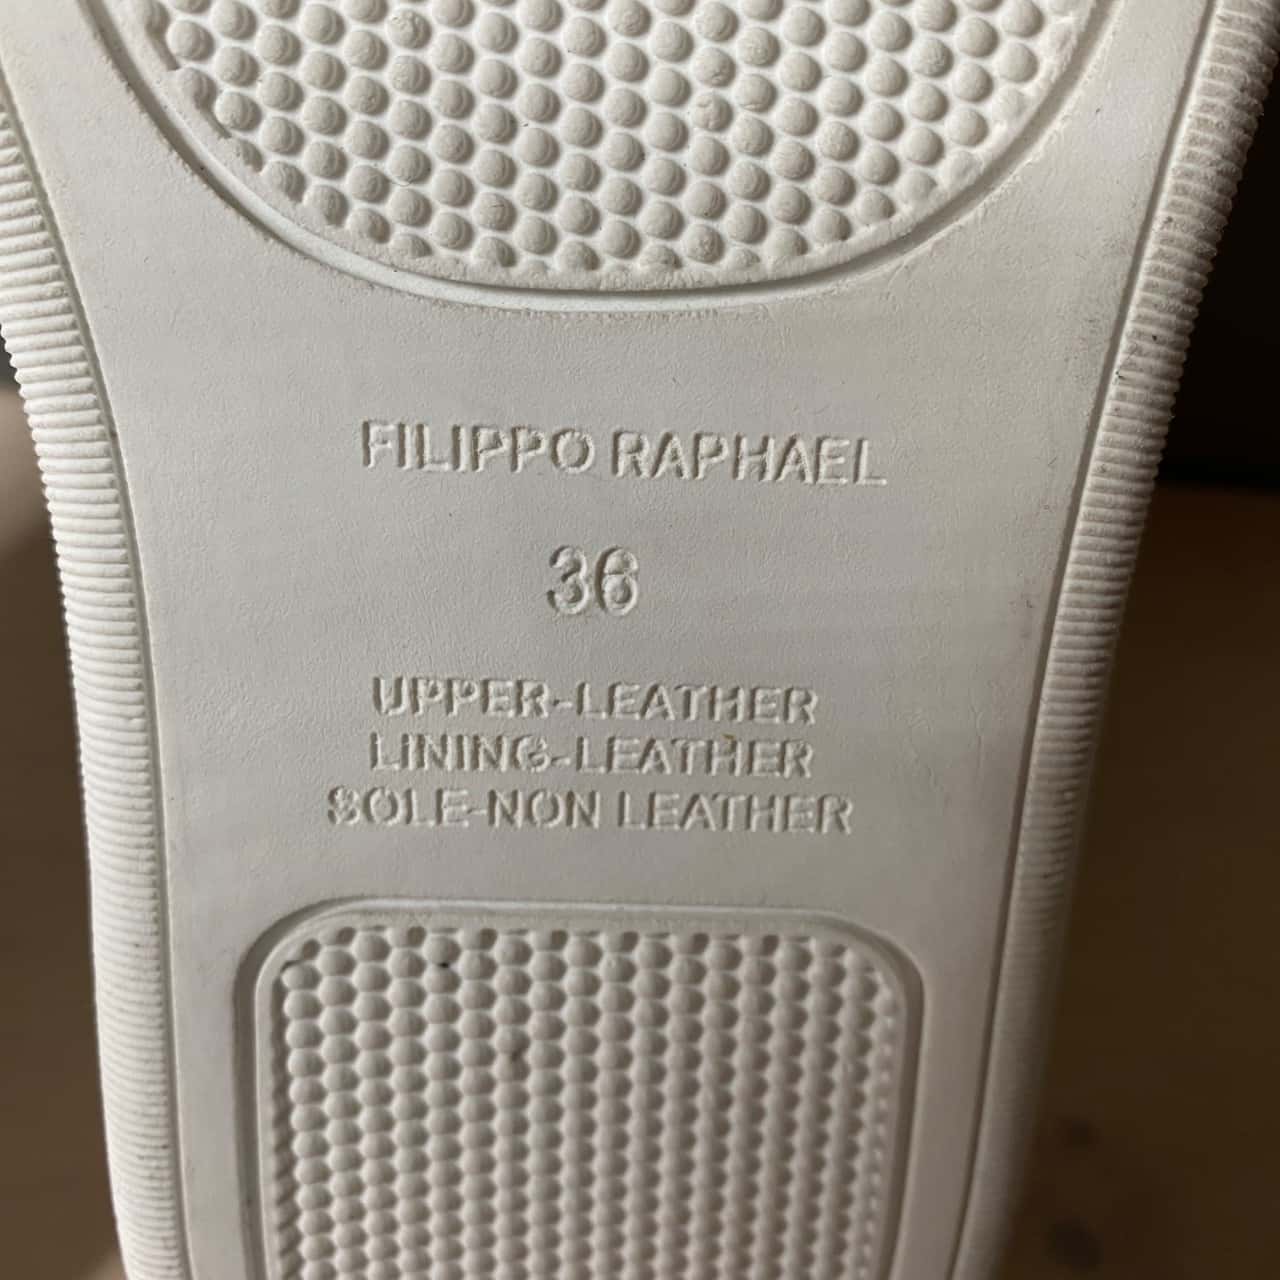 FILIPPO RAPHAEL
36
UPPER-LEATHER
LINING-LEATHER
SOLE-NON LEATHER